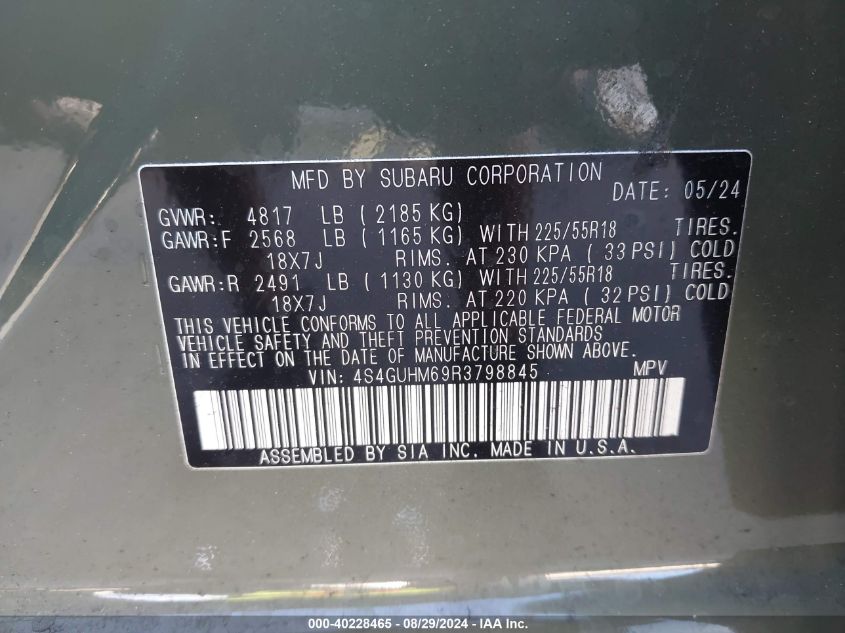 MFD BY SUBARU CORPORATION
DATE: 05/24
GVWR: 4817 LB ( 2185 KG)
GAWR:F 2568 LB ( 1165 KG) WITH 225/55R18 TIRES.
18X7J RIMS. AT 230 KPA ( 33 PSI) COLD
GAWR:R 2491 LB ( 1130 KG) WITH 225/55R18 TIRES.
18X7J RIMS. AT 220 KPA ( 32 PSI) COLD
THIS VEHICLE CONFORMS TO ALL APPLICABLE FEDERAL MOTOR
VEHICLE SAFETY AND THEFT PREVENTION STANDARDS
IN EFFECT ON THE DATE OF MANUFACTURE SHOWN ABOVE.
VIN: 4S4GUHM69R3798845 MPV
ASSEMBLED BY SIA INC. MADE IN U.S.A.
000-40228465 - 08/29/2024 - IAA Inc.